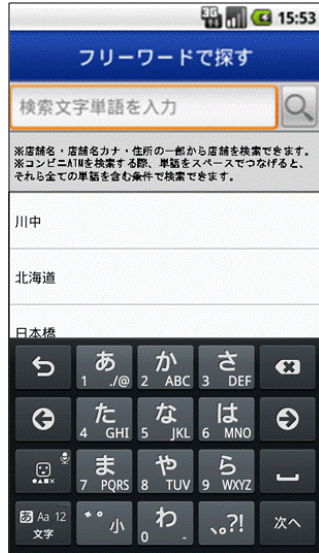 3G
15:53
フリーワードで探す
検索文字単語を入力
※店舗名・店舗名カナ・住所の一部から店舗を検索できます。
※コンビニATMを検索する際、単語をスペースでつなげると、
それら全ての単語を含む条件で検索できます。
川中
北海道
日本橋
あ か さ
1 ./@ 2 ABC 3 DEF
た な は
4 GHI 5 JKL 6 MNO
ま や ら
7 PQRS 8 TUV 9 WXYZ
あ Aa 12 小 わ 、。?! 次へ
文字 0 -